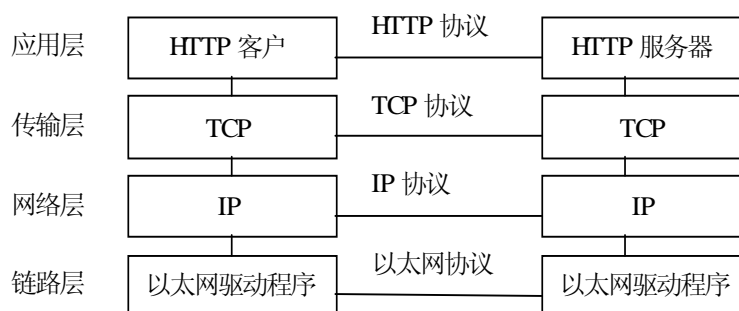 HTTP 协议
应用层 HTTP 客户 HTTP 服务器
TCP 协议
传输层 TCP TCP
IP 协议
网络层 IP IP
以太网协议
链路层 以太网驱动程序 以太网驱动程序